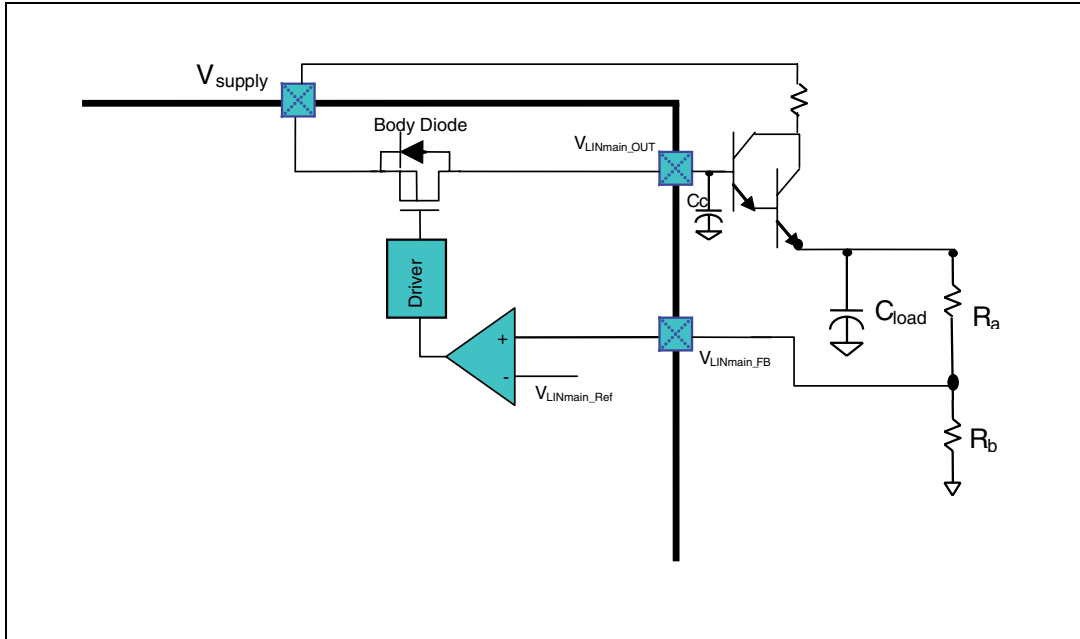 Vsupply
Body Diode
VLINmain_OUT
Cc
Driver
Cload
Ra
+
VLINmain_FB
-
VLINmain_Ref
Rb